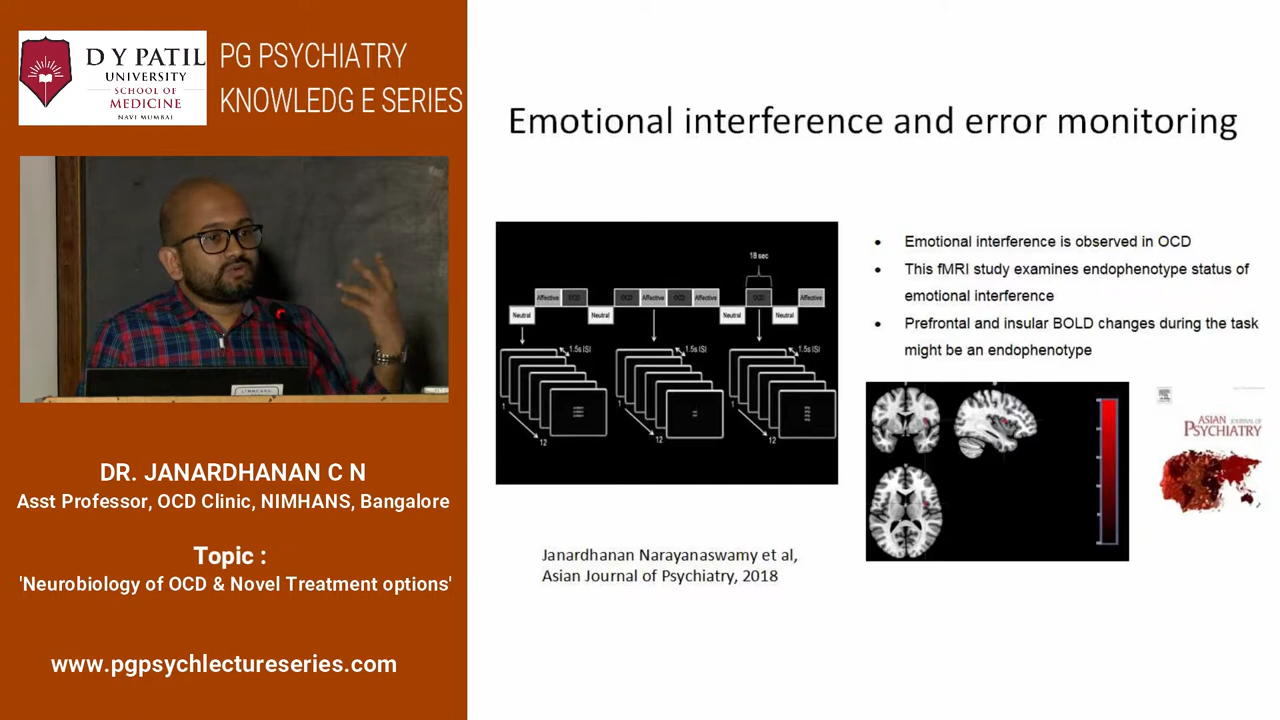 D Y PATIL
UNIVERSITY
SCHOOL OF
MEDICINE
NAVI MUMBAI
PG PSYCHIATRY
KNOWLEDG E SERIES
DR. JANARDHANAN C N
Asst Professor, OCD Clinic, NIMHANS, Bangalore
Topic :
'Neurobiology of OCD & Novel Treatment options'
www.pgpsychlectureseries.com
Emotional interference and error monitoring
18 sec
Affective OCD OCD Affective OCD Affective OCD Affective
Neutral Neutral Neutral Neutral
1.5s ISI 1.5s ISI 1.5s ISI
1 1 1
12 12 12
• Emotional interference is observed in OCD
• This fMRI study examines endophenotype status of
emotional interference
• Prefrontal and insular BOLD changes during the task
might be an endophenotype
ASIAN JOURNAL OF
PSYCHIATRY
Janardhanan Narayanaswamy et al,
Asian Journal of Psychiatry, 2018